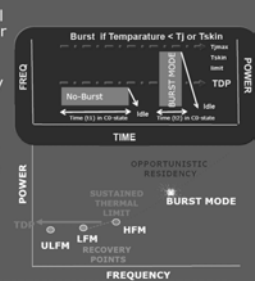 Burst if Temparature < Tj or Tskin
FREQ
POWER
Tjmax
Tskin
limit
TDP
No-Burst
BURST MODE
Idle
Idle
Time (t1) in C0-state
Time (t2) in C0-state
TIME
POWER
OPPORTUNISTIC
RESIDENCY
SUSTAINED
THERMAL
LIMIT
BURST MODE
TDP
HFM
LFM
ULFM
RECOVERY
POINTS
FREQUENCY